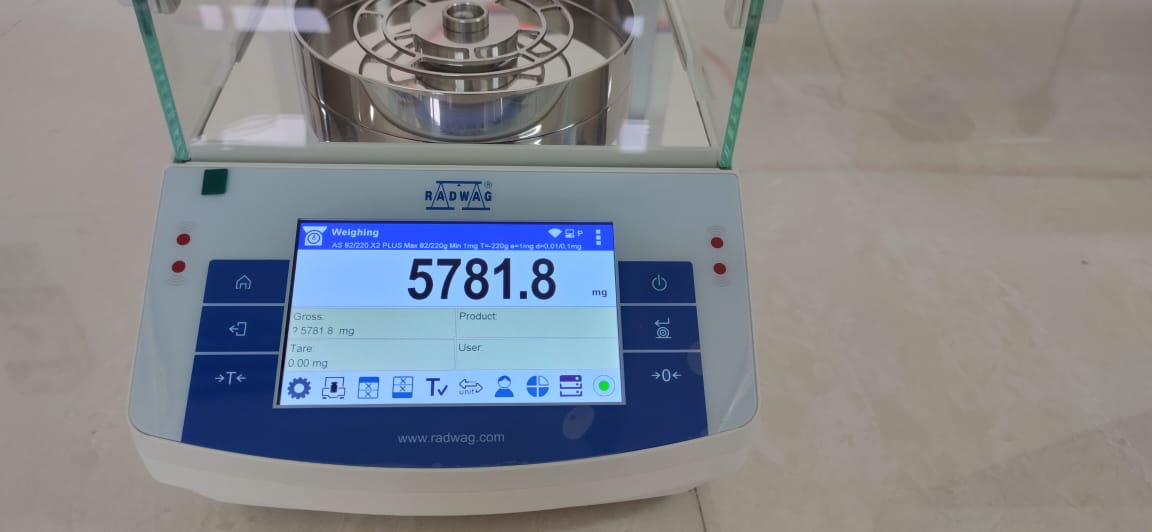 RADWAG®
Weighing
P
AS 82/220 X2 PLUS Max 82/220g Min 1mg T=-220g e=1mg d=0.01/0.1mg
5781.8 mg
Gross:
? 5781.8 mg
Product:
Tare:
0.00 mg
User:
→T←
T
unit
→0←
www.radwag.com